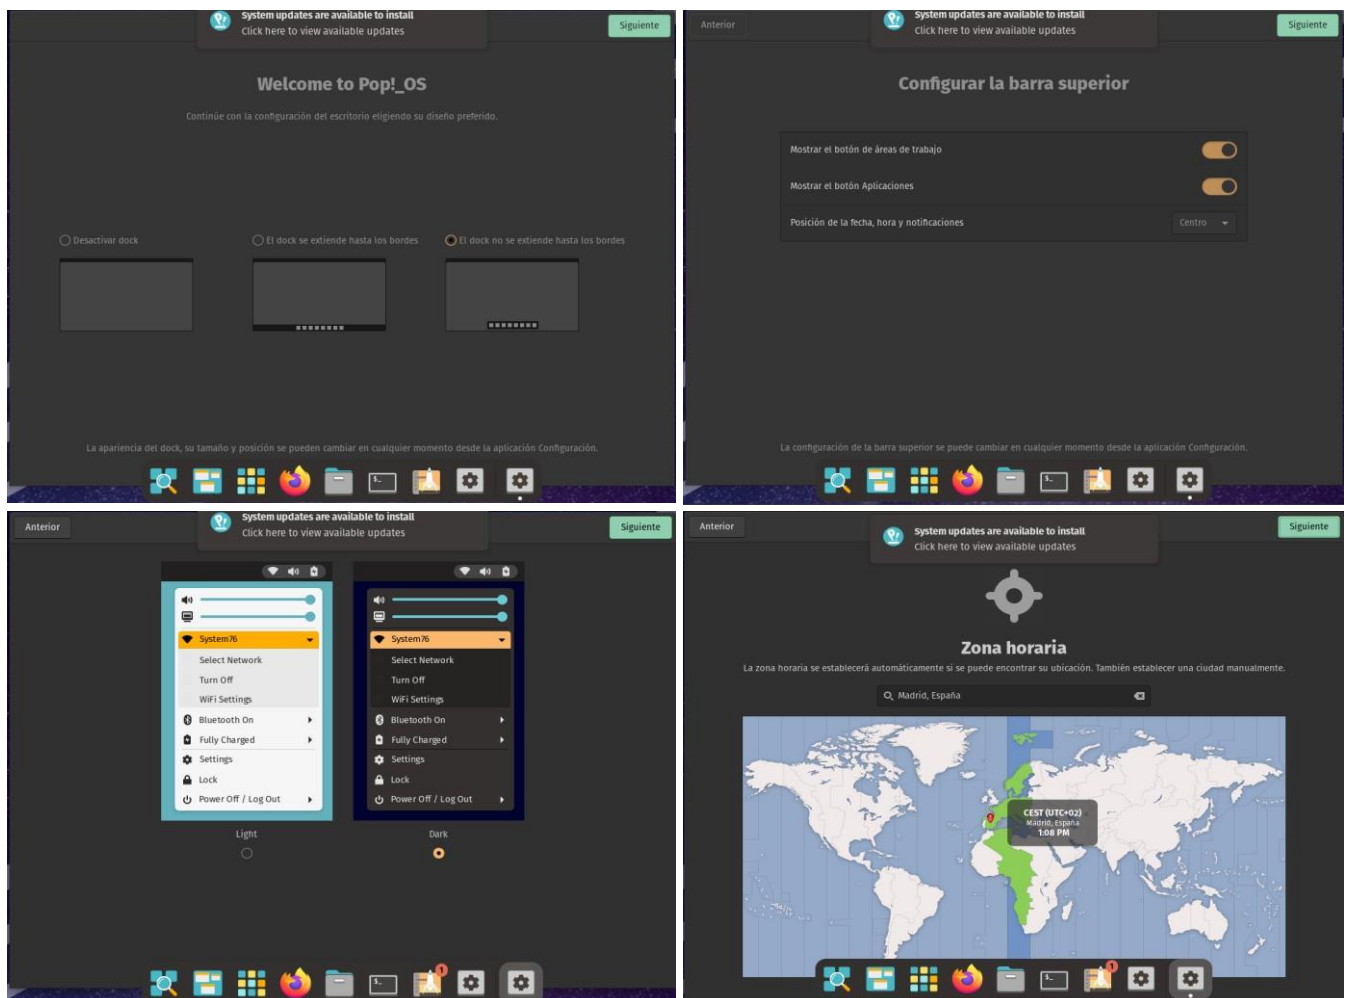 System updates are available to install
Click here to view available updates
Siguiente
Welcome to Pop!_OS
Continúe con la configuración del escritorio eligiendo su diseño preferido.
Desactivar dock
El dock se extiende hasta los bordes
El dock no se extiende hasta los bordes
La apariencia del dock, su tamaño y posición se pueden cambiar en cualquier momento desde la aplicación Configuración.
Anterior
System updates are available to install
Click here to view available updates
Siguiente
Configurar la barra superior
Mostrar el botón de áreas de trabajo
Mostrar el botón Aplicaciones
Posición de la fecha, hora y notificaciones
Centro
La configuración de la barra superior se puede cambiar en cualquier momento desde la aplicación Configuración.
Anterior
System updates are available to install
Click here to view available updates
Siguiente
System76
Select Network
Turn Off
WiFi Settings
Bluetooth On
Fully Charged
Settings
Lock
Power Off / Log Out
Light
System76
Select Network
Turn Off
WiFi Settings
Bluetooth On
Fully Charged
Settings
Lock
Power Off / Log Out
Dark
1
Anterior
System updates are available to install
Click here to view available updates
Siguiente
Zona horaria
La zona horaria se establecerá automáticamente si se puede encontrar su ubicación. También establecer una ciudad manualmente.
Madrid, España
CEST (UTC+02)
Madrid, España
1:08 PM